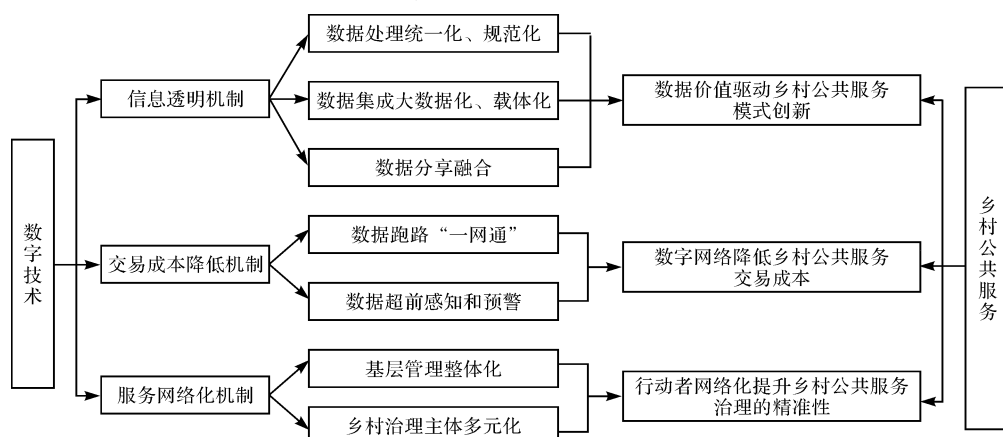 数字技术
信息透明机制
交易成本降低机制
服务网络化机制
数据处理统一化、规范化
数据集成大数据化、载体化
数据分享融合
数据跑路“一网通”
数据超前感知和预警
基层管理整体化
乡村治理主体多元化
数据价值驱动乡村公共服务
模式创新
数字网络降低乡村公共服务
交易成本
行动者网络化提升乡村公共服务
治理的精准性
乡村公共服务